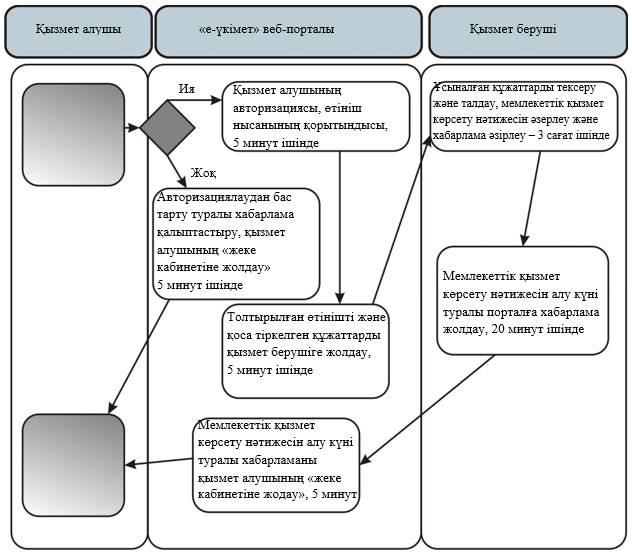 Қызмет алушы
«е-үкімет» веб-порталы
Қызмет беруші
Ия
Қызмет алушының
авторизациясы, өтініш
нысанының қорытындысы,
5 минут ішінде
Ұсыналған құжаттарды тексеру
және талдау, мемлекеттік қызмет
көрсету нәтижесін әзерлеу және
хабарлама әзірлеу – 3 сағат ішінде
Жоқ
Авторизациялаудан бас
тарту туралы хабарлама
қалыптастыру, қызмет
алушының «жеке
кабинетіне жолдау»
5 минут ішінде
Мемлекеттік қызмет
көрсету нәтижесін алу күні
туралы порталға хабарлама
жолдау, 20 минут ішінде
Толтырылған өтінішті және
қоса тіркелген құжаттарды
қызмет берушіге жолдау,
5 минут ішінде
Мемлекеттік қызмет
көрсету нәтижесін алу күні
туралы хабарламаны
қызмет алушының «жеке
кабинетіне жодау», 5 минут